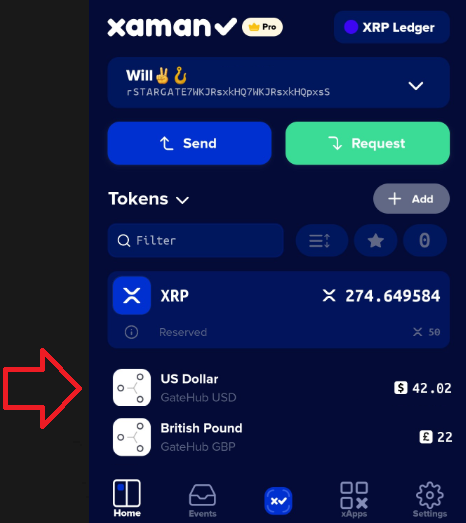 xaman Pro
XRP Ledger
Will✌️🪝
rSTARGATE7WKJRsxkHQ7WKJRsxkHQpxsS
Send
Request
Tokens
Add
Filter
0
XRP
274.649584
Reserved
50
US Dollar
GateHub USD
$ 42.02
British Pound
GateHub GBP
£ 22
Home
Events
xApps
Settings